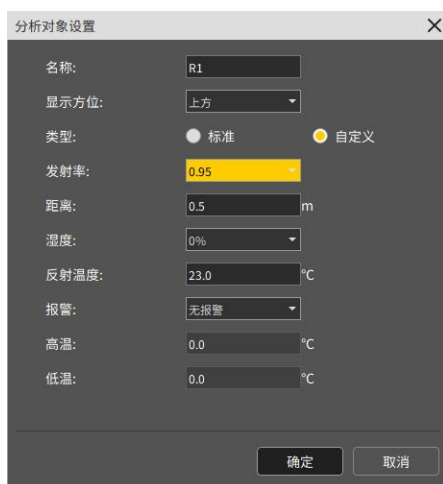 分析对象设置
名称: R1
显示方位: 上方
类型: 标准 自定义
发射率: 0.95
距离: 0.5 m
湿度: 0%
反射温度: 23.0 °C
报警: 无报警
高温: 0.0 °C
低温: 0.0 °C
确定 取消